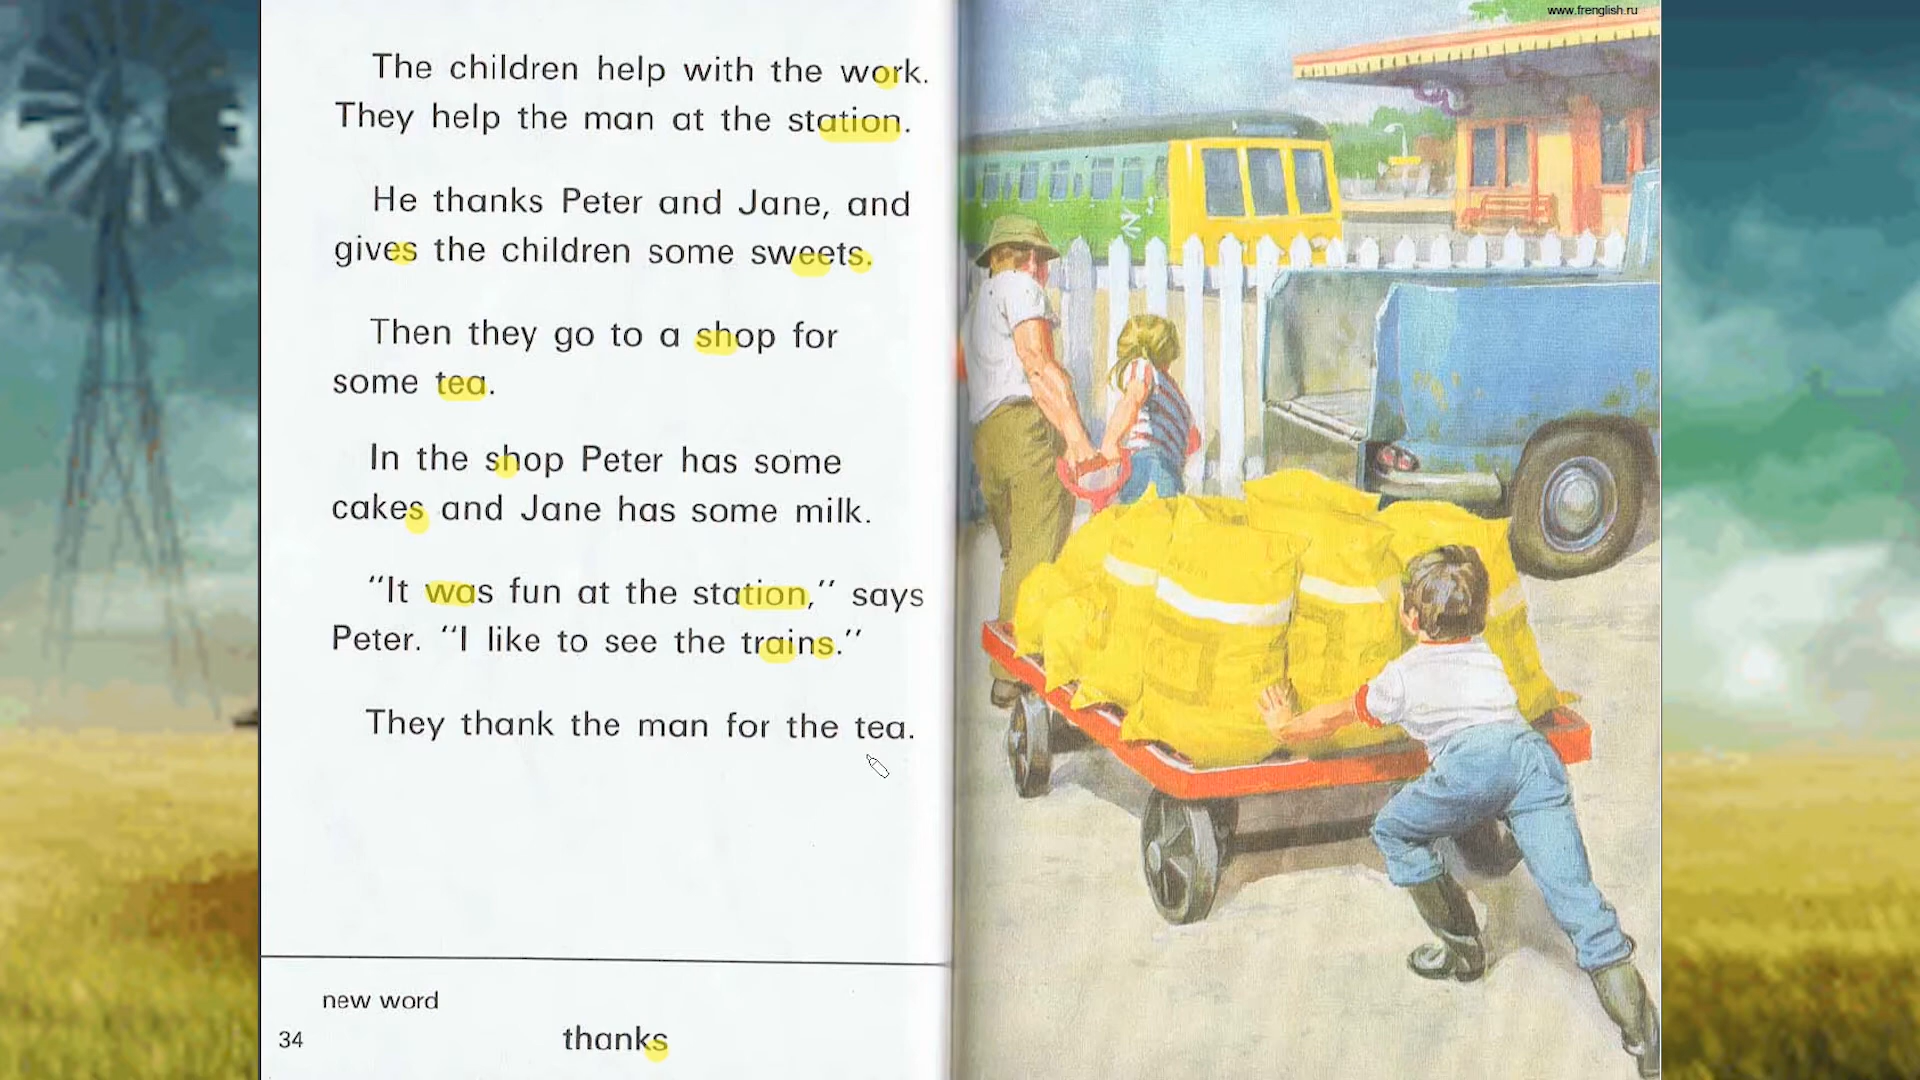 www.frenglish.ru
The children help with the work.
They help the man at the station.
He thanks Peter and Jane, and
gives the children some sweets.
Then they go to a shop for
some tea.
In the shop Peter has some
cakes and Jane has some milk.
“It was fun at the station,” says
Peter. “I like to see the trains.”
They thank the man for the tea.
new word
34
thanks